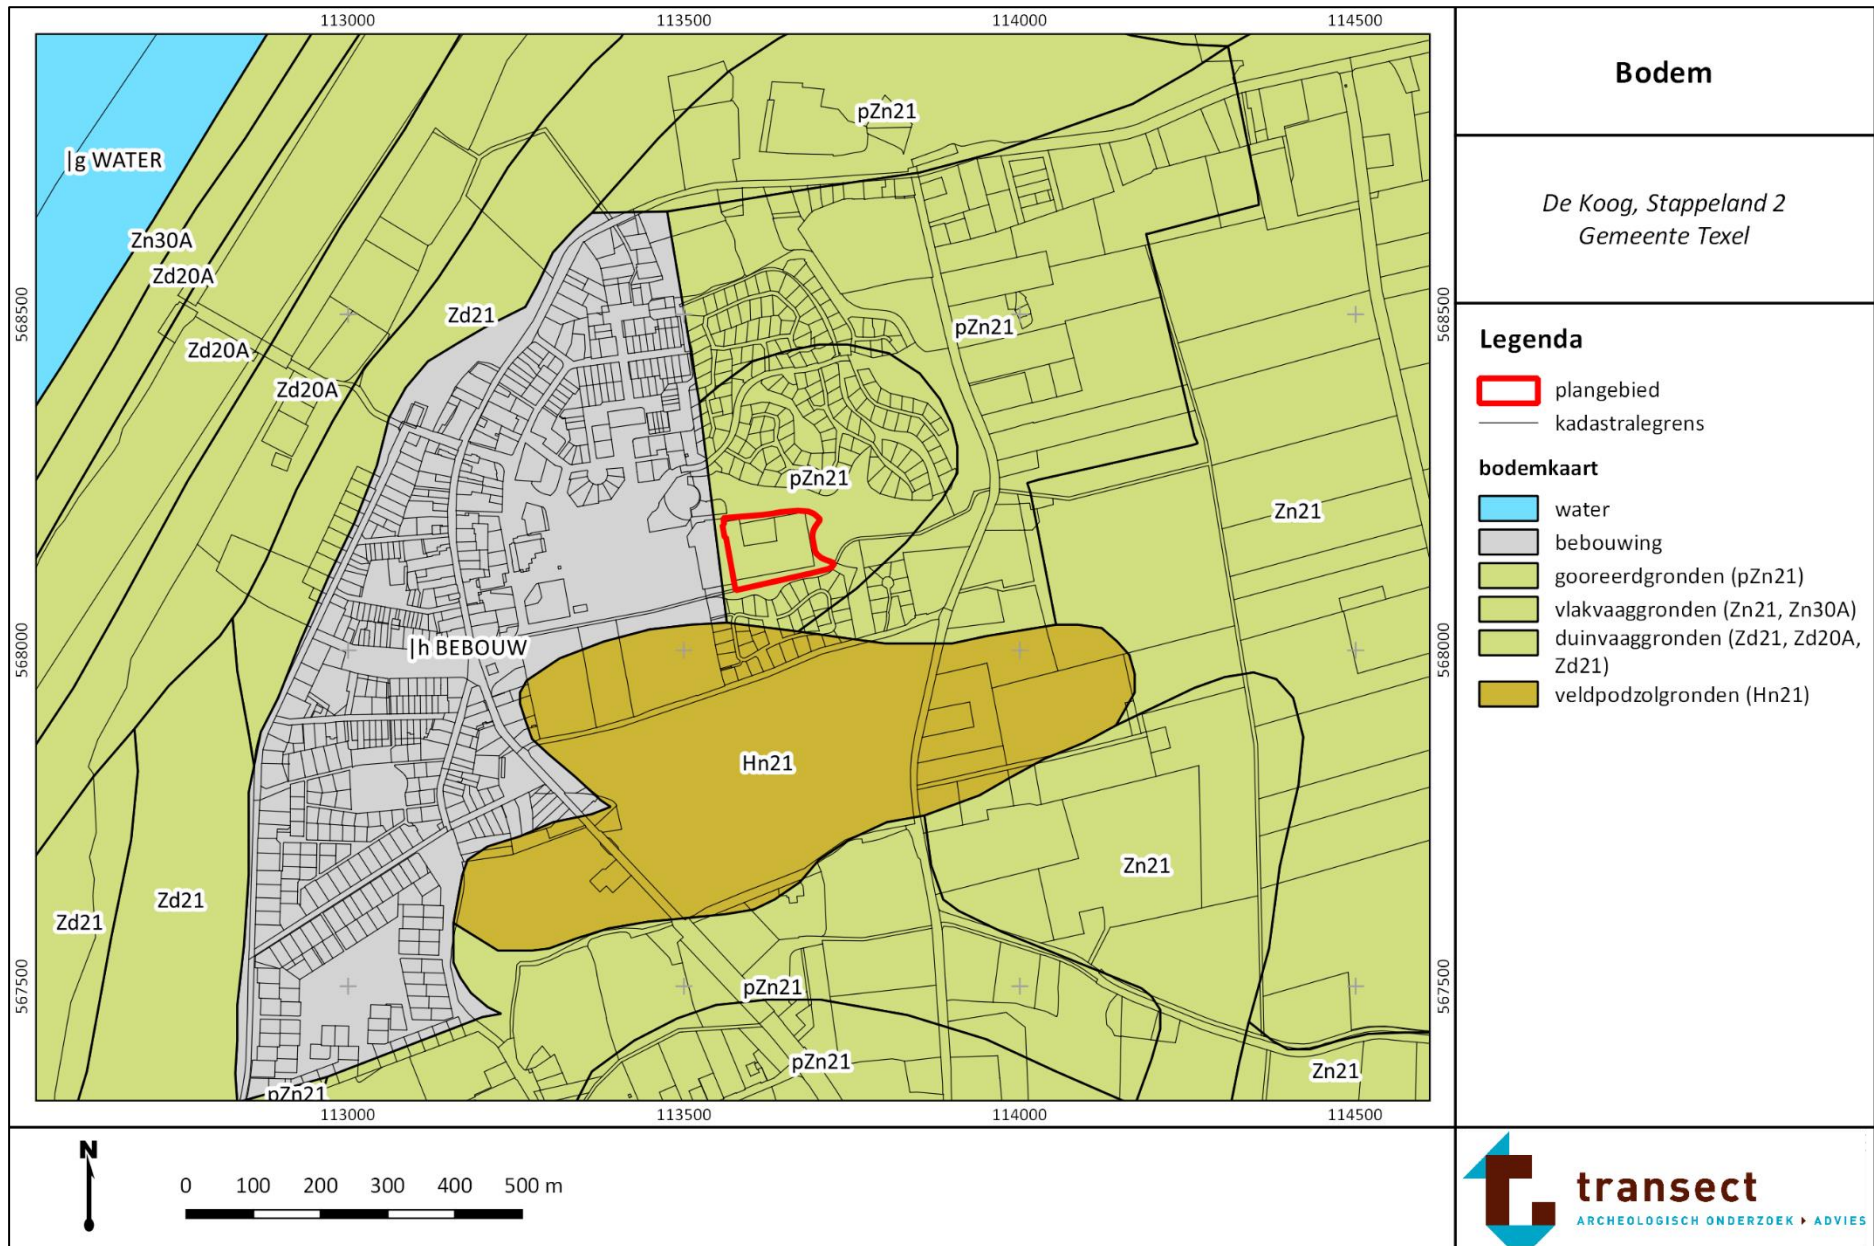 113000
113500
114000
114500
568500
568000
567500
568500
568000
567500
|g WATER
Zn30A
Zd20A
Zd20A
Zd20A
Zd21
pZn21
pZn21
pZn21
Zn21
|h BEBOUW
Hn21
Zn21
Zd21
Zd21
pZn21
pZn21
Zn21
pZn21
113000
113500
114000
114500
N
0 100 200 300 400 500 m
Bodem
De Koog, Stappeland 2
Gemeente Texel
Legenda
plangebied
kadastralegrens
bodemkaart
water
bebouwing
gooreerdgronden (pZn21)
vlakvaaggronden (Zn21, Zn30A)
duinvaaggronden (Zd21, Zd20A,
Zd21)
veldpodzolgronden (Hn21)
transect
ARCHEOLOGISCH ONDERZOEK ▸ ADVIES